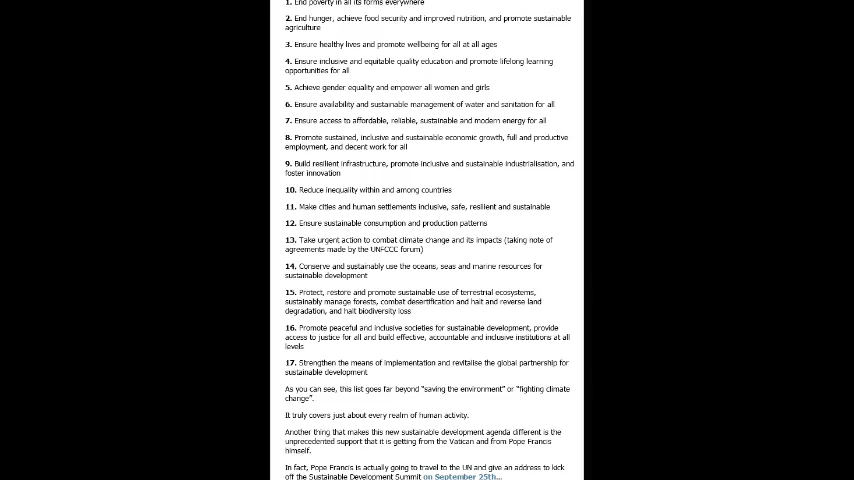 1. End poverty in all its forms everywhere
2. End hunger, achieve food security and improved nutrition, and promote sustainable
agriculture
3. Ensure healthy lives and promote wellbeing for all at all ages
4. Ensure inclusive and equitable quality education and promote lifelong learning
opportunities for all
5. Achieve gender equality and empower all women and girls
6. Ensure availability and sustainable management of water and sanitation for all
7. Ensure access to affordable, reliable, sustainable and modern energy for all
8. Promote sustained, inclusive and sustainable economic growth, full and productive
employment, and decent work for all
9. Build resilient infrastructure, promote inclusive and sustainable industrialisation, and
foster innovation
10. Reduce inequality within and among countries
11. Make cities and human settlements inclusive, safe, resilient and sustainable
12. Ensure sustainable consumption and production patterns
13. Take urgent action to combat climate change and its impacts (taking note of
agreements made by the UNFCCC forum)
14. Conserve and sustainably use the oceans, seas and marine resources for
sustainable development
15. Protect, restore and promote sustainable use of terrestrial ecosystems,
sustainably manage forests, combat desertification and halt and reverse land
degradation, and halt biodiversity loss
16. Promote peaceful and inclusive societies for sustainable development, provide
access to justice for all and build effective, accountable and inclusive institutions at all
levels
17. Strengthen the means of implementation and revitalise the global partnership for
sustainable development
As you can see, this list goes far beyond “saving the environment” or “fighting climate
change”.
It truly covers just about every realm of human activity.
Another thing that makes this new sustainable development agenda different is the
unprecedented support that it is getting from the Vatican and from Pope Francis
himself.
In fact, Pope Francis is actually going to travel to the UN and give an address to kick
off the Sustainable Development Summit on September 25th...